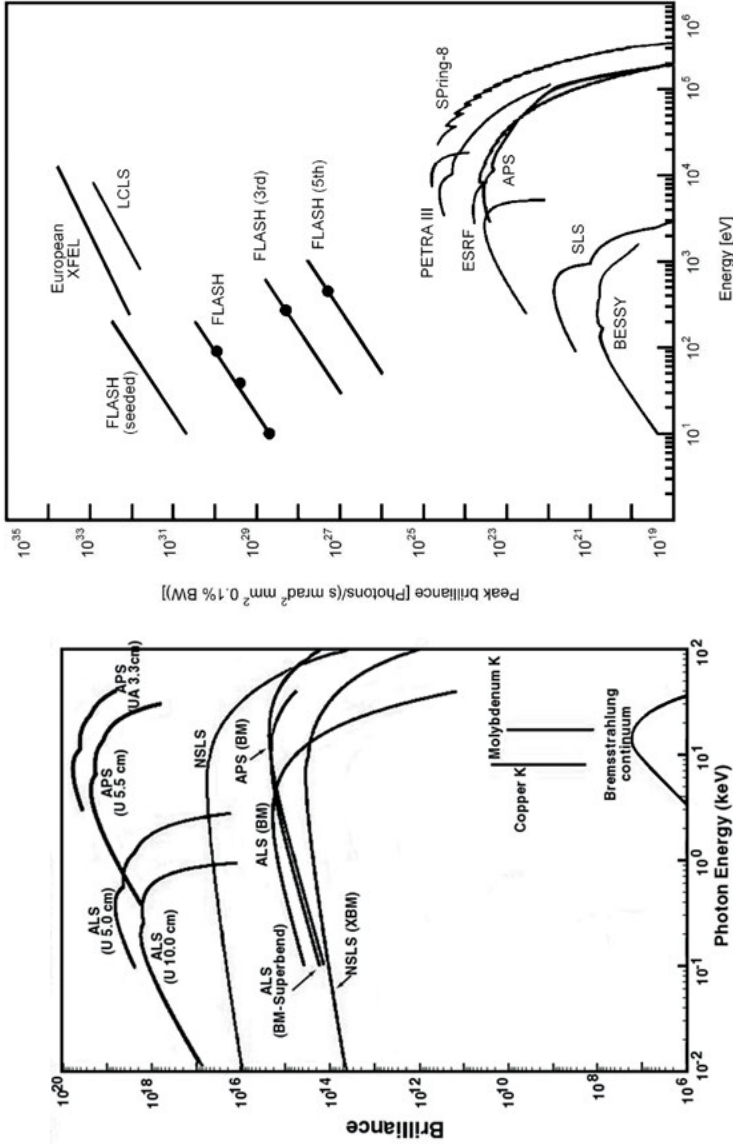 10^20
10^18
10^16
10^14
10^12
10^10
10^8
10^6
Brilliance
10^-2
10^-1
10^0
10^1
10^2
Photon Energy (keV)
ALS
(U 5.0 cm)
ALS
(U 10.0 cm)
APS
(U 5.5 cm)
APS
(UA 3.3cm)
NSLS
APS (BM)
ALS (BM)
ALS
(BM-Superbend)
NSLS (XBM)
Copper K
Molybdenum K
Bremsstrahlung
continuum
10^35
10^33
10^31
10^29
10^27
10^25
10^23
10^21
10^19
Peak brilliance [Photons/(s mrad^2 mm^2 0.1% BW)]
10^1
10^2
10^3
10^4
10^5
10^6
Energy [eV]
FLASH
(seeded)
European
XFEL
LCLS
FLASH
FLASH (3rd)
FLASH (5th)
PETRA III
SPring-8
ESRF
APS
SLS
BESSY